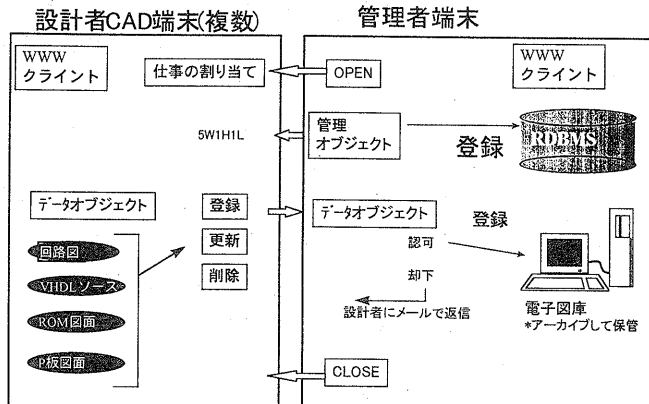 設計者CAD端末(複数)
管理者端末
WWW
クライント
仕事の割り当て
OPEN
WWW
クライント
5W1H1L
管理
オブジェクト
登録
RDBMS
データオブジェクト
登録
更新
削除
データオブジェクト
登録
認可
却下
設計者にメールで返信
回路図
VHDLソース
ROM図面
P板図面
電子図庫
*アーカイブして保管
CLOSE